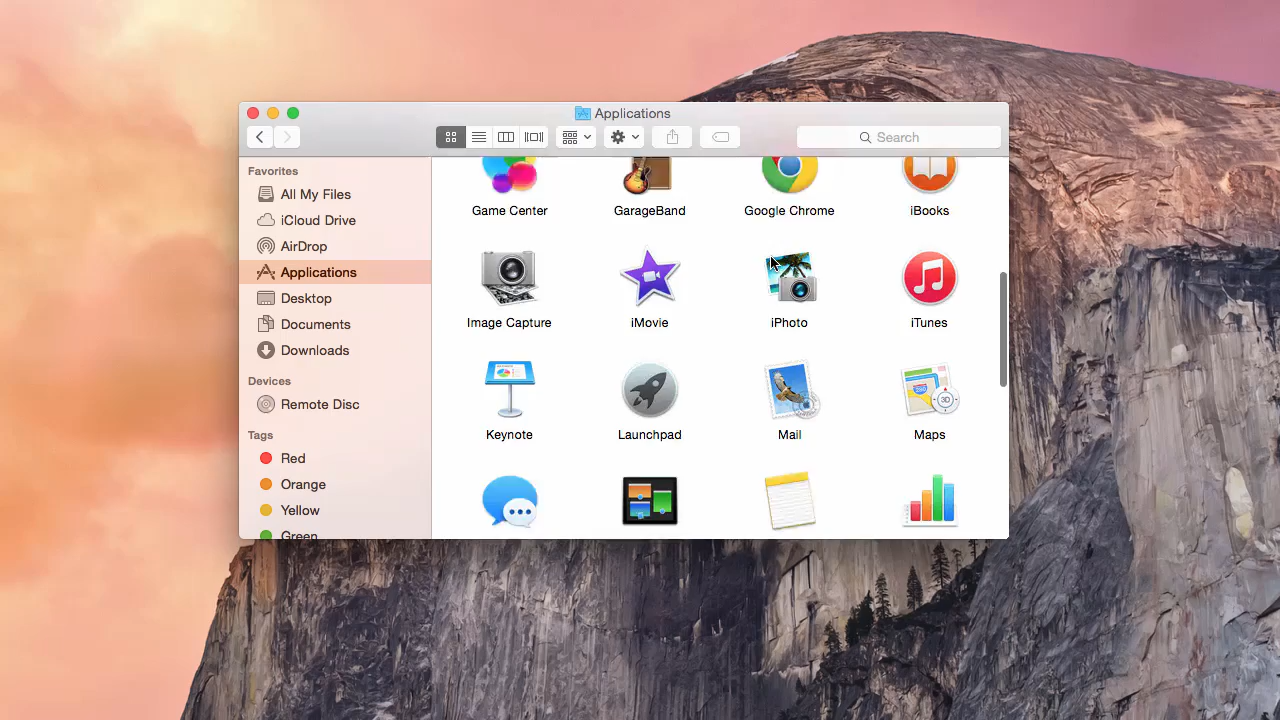 Applications
Search
Favorites
All My Files
iCloud Drive
AirDrop
Applications
Desktop
Documents
Downloads
Devices
Remote Disc
Tags
Red
Orange
Yellow
Green
Game Center
GarageBand
Google Chrome
iBooks
Image Capture
iMovie
iPhoto
iTunes
Keynote
Launchpad
Mail
Maps
3D